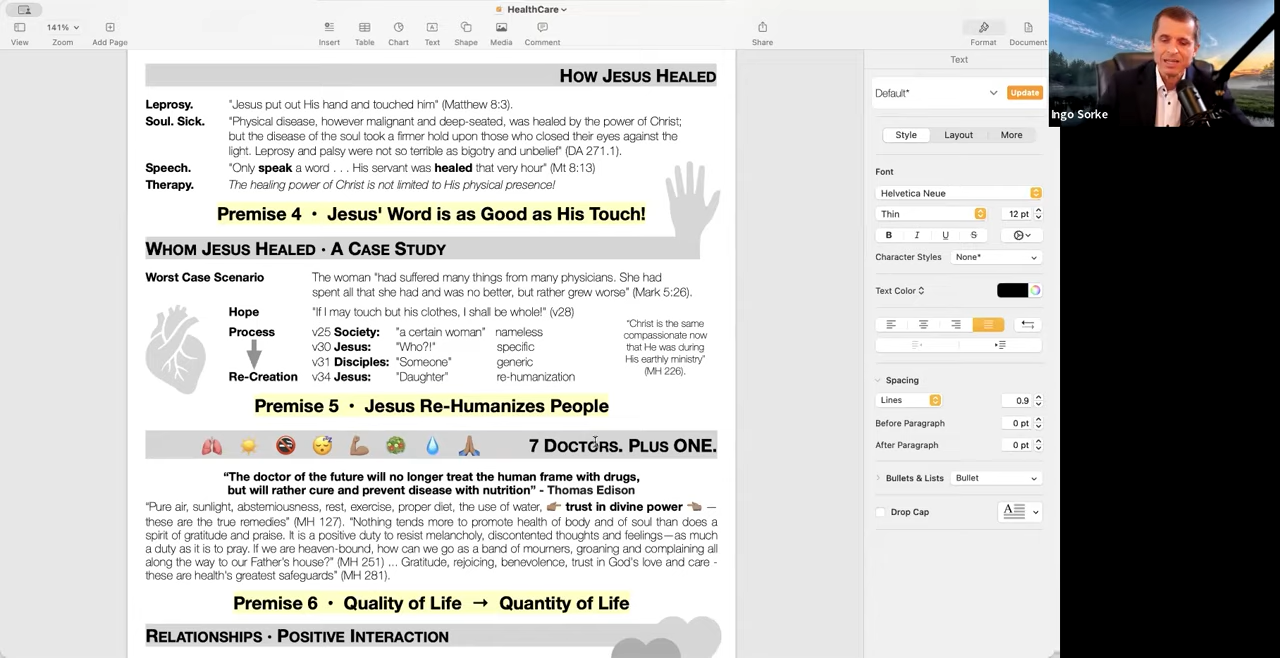 HealthCare
141%
View
Zoom
Add Page
Insert
Table
Chart
Text
Shape
Media
Comment
Share
Format
Document
Ingo Sorke
HOW JESUS HEALED
Leprosy. "Jesus put out His hand and touched him" (Matthew 8:3).
Soul. Sick. "Physical disease, however malignant and deep-seated, was healed by the power of Christ;
but the disease of the soul took a firmer hold upon those who closed their eyes against the
light. Leprosy and palsy were not so terrible as bigotry and unbelief" (DA 271.1).
Speech. "Only speak a word . . . His servant was healed that very hour" (Mt 8:13)
Therapy. The healing power of Christ is not limited to His physical presence!
Premise 4 • Jesus' Word is as Good as His Touch!
WHOM JESUS HEALED · A CASE STUDY
Worst Case Scenario The woman "had suffered many things from many physicians. She had
spent all that she had and was no better, but rather grew worse" (Mark 5:26).
Hope "If I may touch but his clothes, I shall be whole!" (v28)
Process v25 Society: "a certain woman" nameless
v30 Jesus: "Who?!" specific
v31 Disciples: "Someone" generic
Re-Creation v34 Jesus: "Daughter" re-humanization
"Christ is the same
compassionate now
that He was during
His earthly ministry"
(MH 226).
Premise 5 • Jesus Re-Humanizes People
7 DOCTORS. PLUS ONE.
“The doctor of the future will no longer treat the human frame with drugs,
but will rather cure and prevent disease with nutrition” - Thomas Edison
“Pure air, sunlight, abstemiousness, rest, exercise, proper diet, the use of water, 👉🏽 trust in divine power 👈🏽 —
these are the true remedies” (MH 127). “Nothing tends more to promote health of body and of soul than does a
spirit of gratitude and praise. It is a positive duty to resist melancholy, discontented thoughts and feelings—as much
a duty as it is to pray. If we are heaven-bound, how can we go as a band of mourners, groaning and complaining all
along the way to our Father's house?” (MH 251) ... Gratitude, rejoicing, benevolence, trust in God's love and care -
these are health's greatest safeguards” (MH 281).
Premise 6 • Quality of Life → Quantity of Life
RELATIONSHIPS · POSITIVE INTERACTION
Text
Default*
Update
Style
Layout
More
Font
Helvetica Neue
Thin
12 pt
B I U S
Character Styles
None*
Text Color
Spacing
Lines
0.9
Before Paragraph
0 pt
After Paragraph
0 pt
Bullets & Lists
Bullet
Drop Cap
A